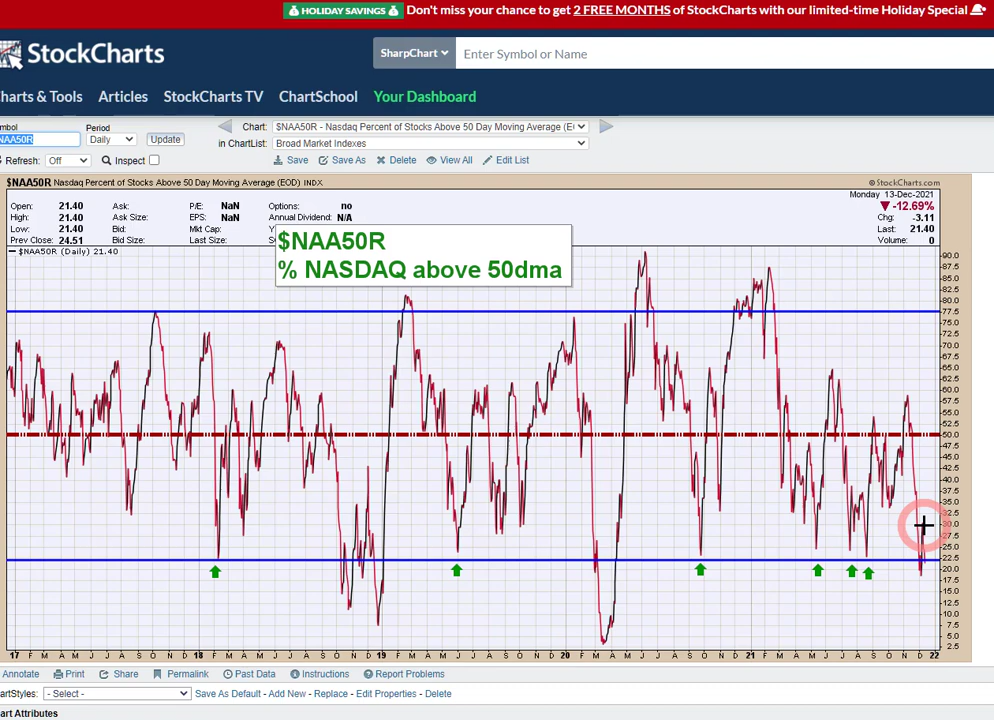 HOLIDAY SAVINGS Don't miss your chance to get 2 FREE MONTHS of StockCharts with our limited-time Holiday Special
StockCharts
SharpChart Enter Symbol or Name
harts & Tools Articles StockCharts TV ChartSchool Your Dashboard
mbol Period Chart: $NAA50R - Nasdaq Percent of Stocks Above 50 Day Moving Average (E
NAA50R Daily Update in ChartList: Broad Market Indexes
Refresh: Off Inspect Save Save As Delete View All Edit List
$NAA50R Nasdaq Percent of Stocks Above 50 Day Moving Average (EOD) INDX © StockCharts.com
Monday 13-Dec-2021
Open: 21.40 Ask: P/E: NaN Options: no -12.69%
High: 21.40 Ask Size: EPS: NaN Annual Dividend: N/A Chg: -3.11
Low: 21.40 Bid: Mkt Cap: Last: 21.40
Prev Close: 24.51 Bid Size: Last Size: Volume: 0
$NAA50R (Daily) 21.40
$NAA50R
% NASDAQ above 50dma
90.0
87.5
85.0
82.5
80.0
77.5
75.0
72.5
70.0
67.5
65.0
62.5
60.0
57.5
55.0
52.5
50.0
47.5
45.0
42.5
40.0
37.5
35.0
32.5
30.0
27.5
25.0
22.5
20.0
17.5
15.0
12.5
10.0
7.5
5.0
2.5
17 F M A M J J A S O N D 18 F M A M J J A S O N D 19 F M A M J J A S O N D 20 F M A M J J A S O N D 21 F M A M J J A S O N D 22
Annotate Print Share Permalink Past Data Instructions Report Problems
artStyles: - Select - Save As Default - Add New - Replace - Edit Properties - Delete
art Attributes